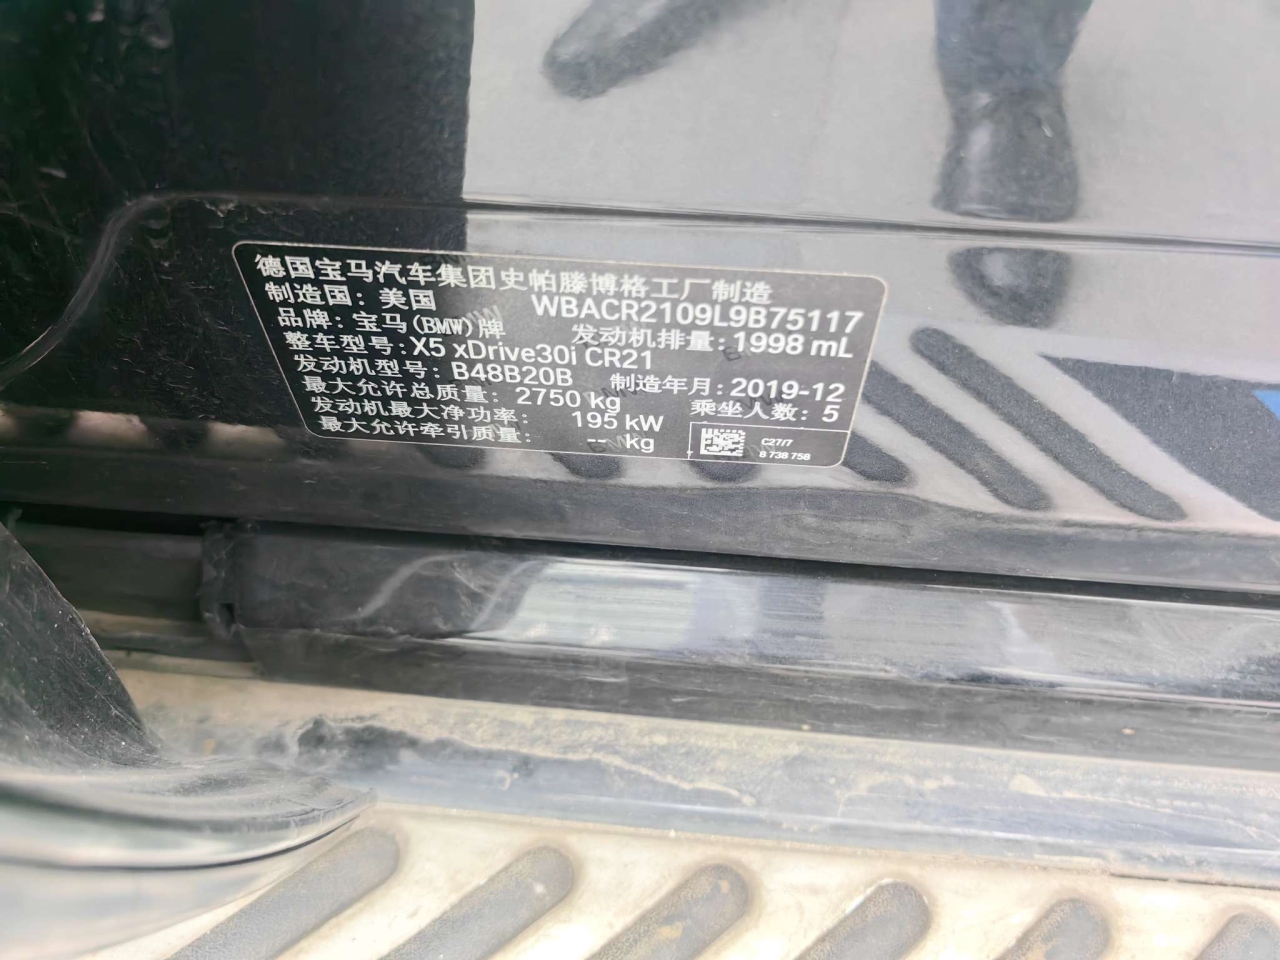 德国宝马汽车集团史帕滕博格工厂制造
制造国: 美国 WBACR2109L9B75117
品牌: 宝马(BMW)牌 发动机排量: 1998 mL
整车型号: X5 xDrive30i CR21
发动机型号: B48B20B 制造年月: 2019-12
最大允许总质量: 2750 kg 乘坐人数: 5
发动机最大净功率: 195 kW
最大允许牵引质量: -- kg
C27/7
8 738 758